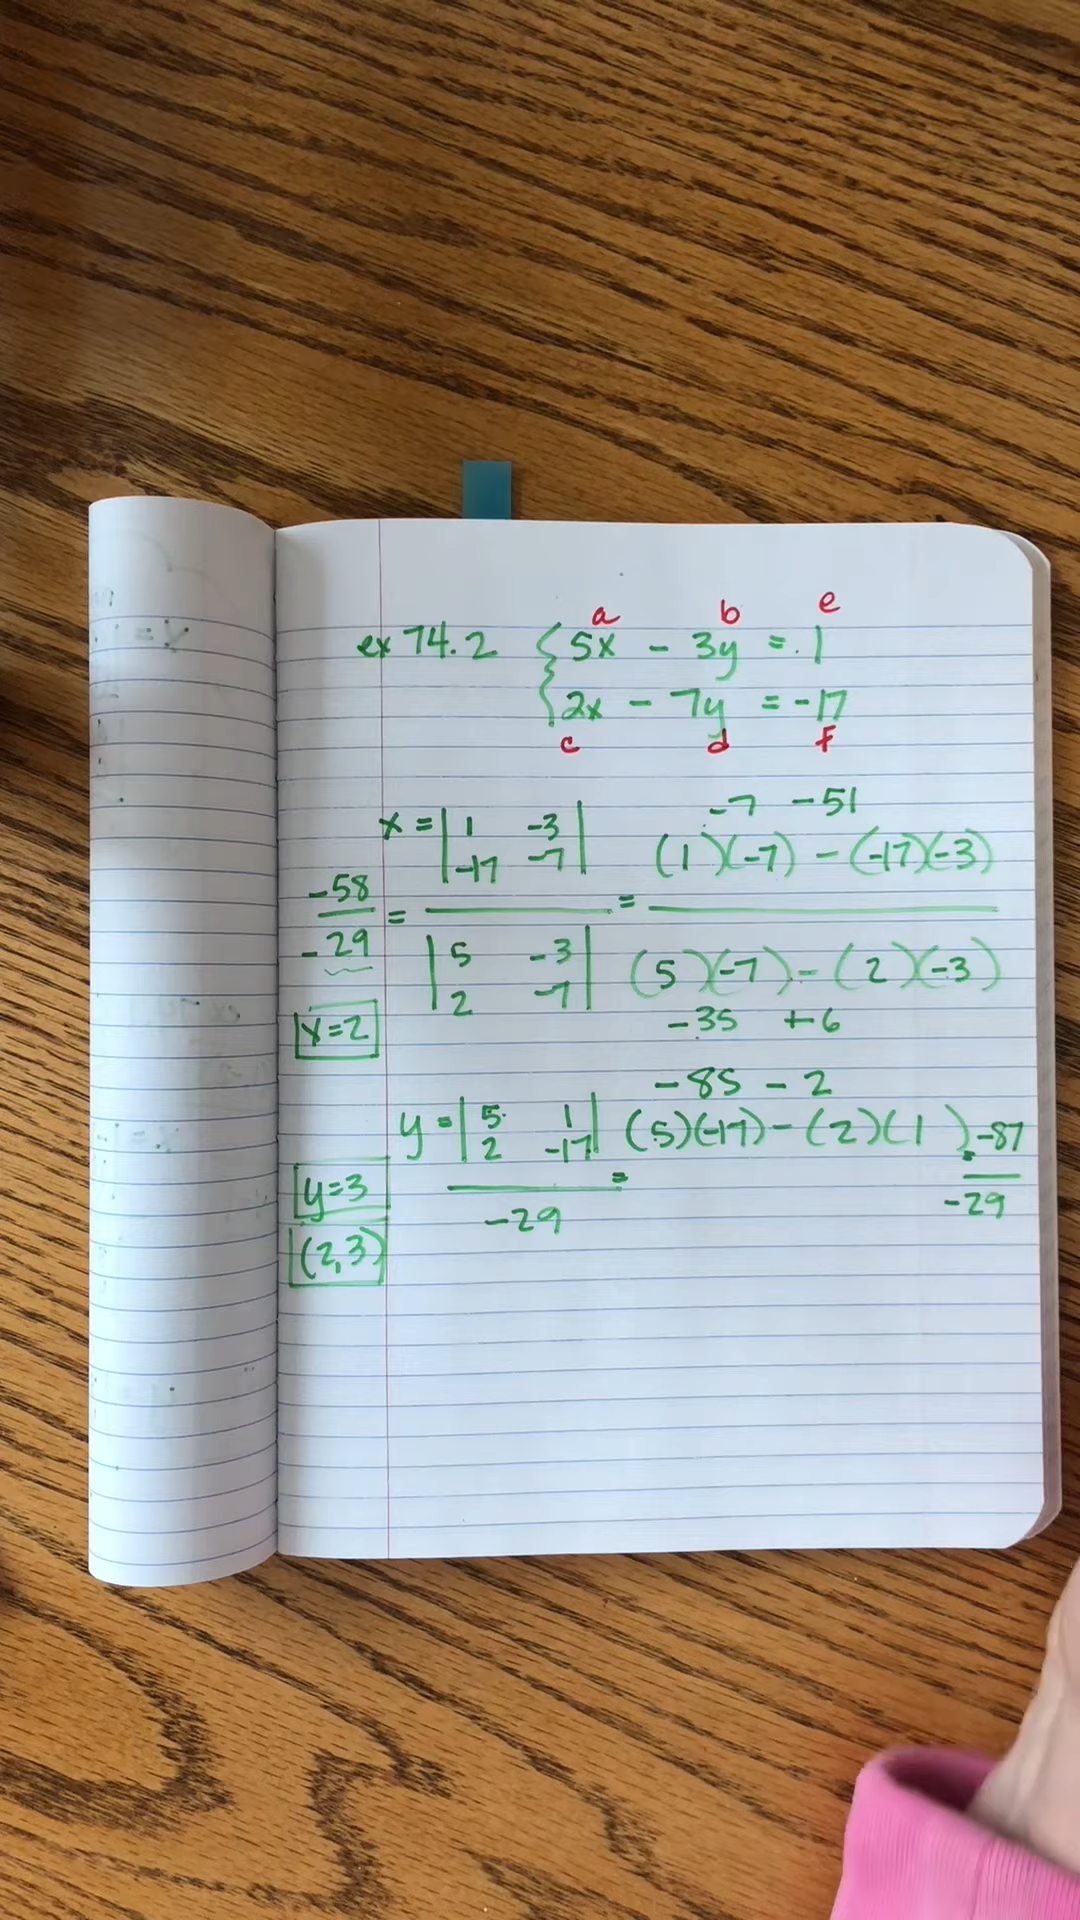 a b e
ex 74.2 { 5x - 3y = 1
2x - 7y = -17
c d f
-7 -51
x = | 1 -3 | (1)(-7) - (-17)(-3)
| -17 -7 |
-58/-29 = =
| 5 -3 | (5)(-7) - (2)(-3)
| 2 -7 |
x=2 -35 +6
-85 - 2
y = | 5 1 | (5)(-17) - (2)(1) = -87
| 2 -17 |
y=3 = -29
-29
(2,3)